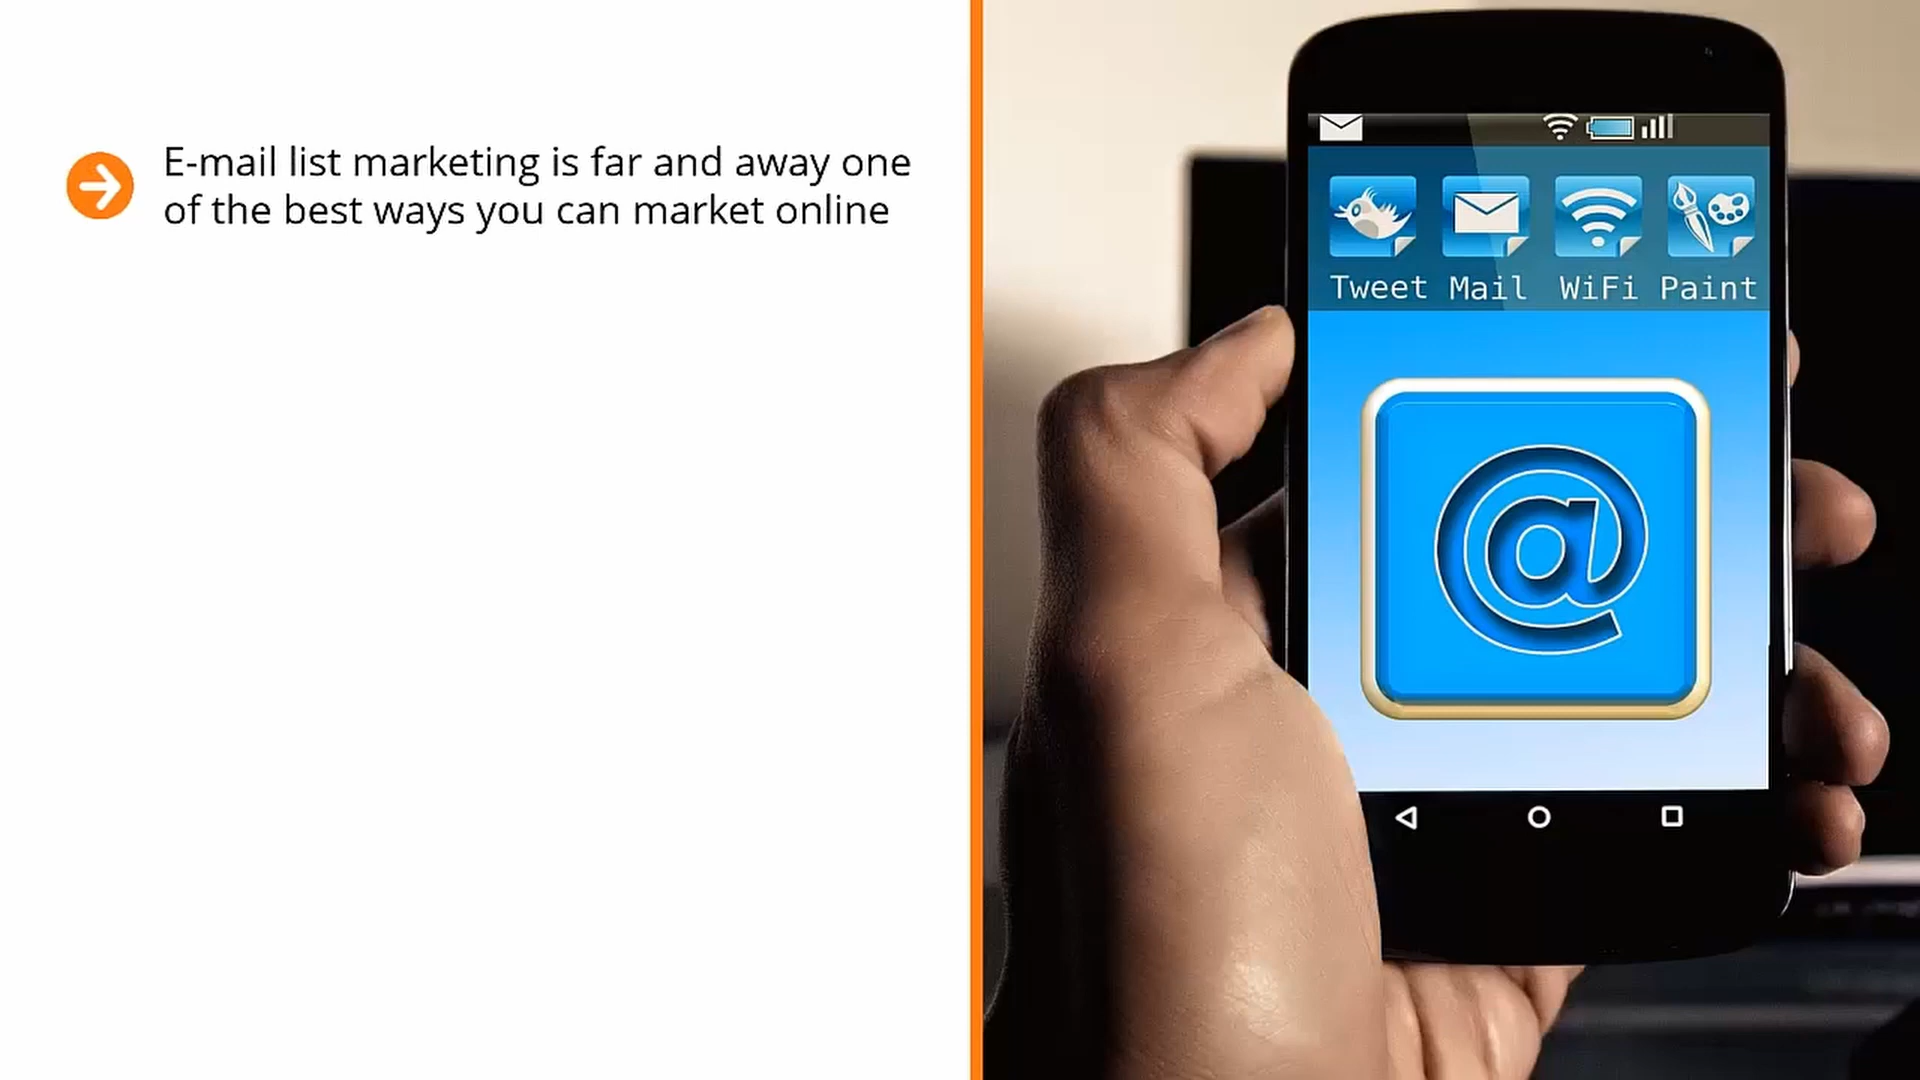 E-mail list marketing is far and away one
of the best ways you can market online
Tweet Mail WiFi Paint
@